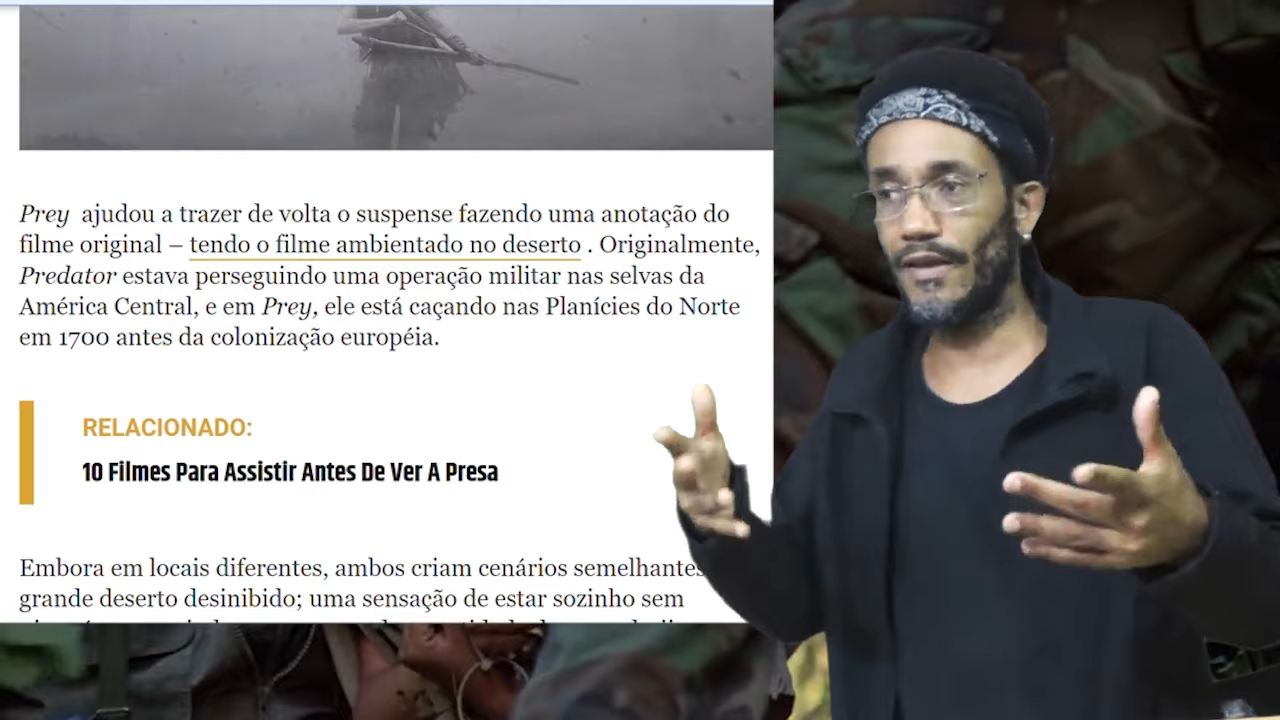 Prey ajudou a trazer de volta o suspense fazendo uma anotação do
filme original – tendo o filme ambientado no deserto . Originalmente,
Predator estava perseguindo uma operação militar nas selvas da
América Central, e em Prey, ele está caçando nas Planícies do Norte
em 1700 antes da colonização européia.
RELACIONADO:
10 Filmes Para Assistir Antes De Ver A Presa
Embora em locais diferentes, ambos criam cenários semelhantes
grande deserto desinibido; uma sensação de estar sozinho sem